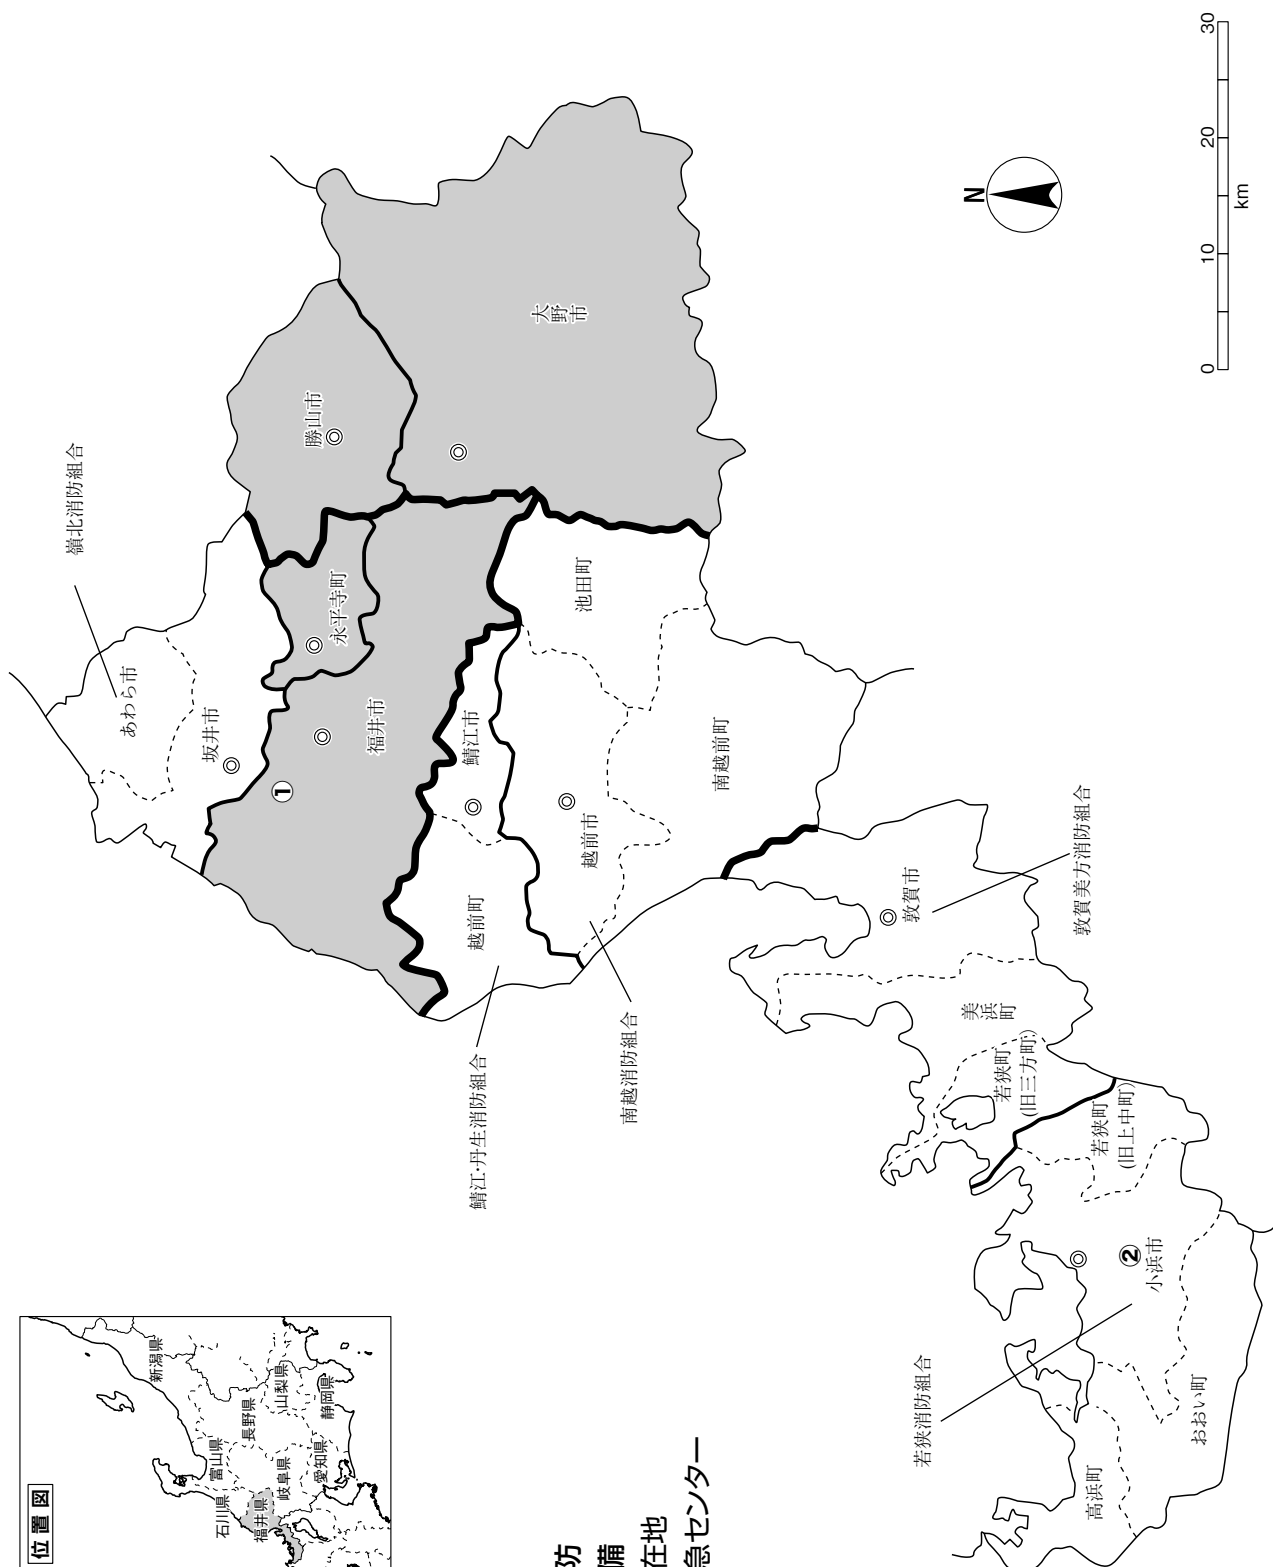 嶺北消防組合
あわら市
坂井市
永平寺町
勝山市
大野市
①
福井市
鯖江市
池田町
越前町
越前市
南越前町
鯖江・丹生消防組合
南越消防組合
敦賀市
敦賀美方消防組合
美浜町
若狭町
(旧三方町)
若狭町
(旧上中町)
②
小浜市
若狭消防組合
おおい町
高浜町
N
0 10 20 30
km
位置図
新潟県
富山県
石川県
長野県
福井県
岐阜県
山梨県
愛知県
静岡県
防
備
在地
急センター